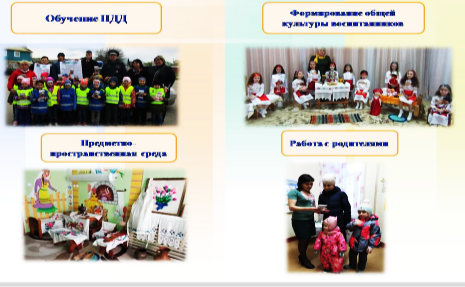 Обучение ПДД
Формирование общей
культуры воспитанников
Предметно-
пространственная среда
Работа с родителями